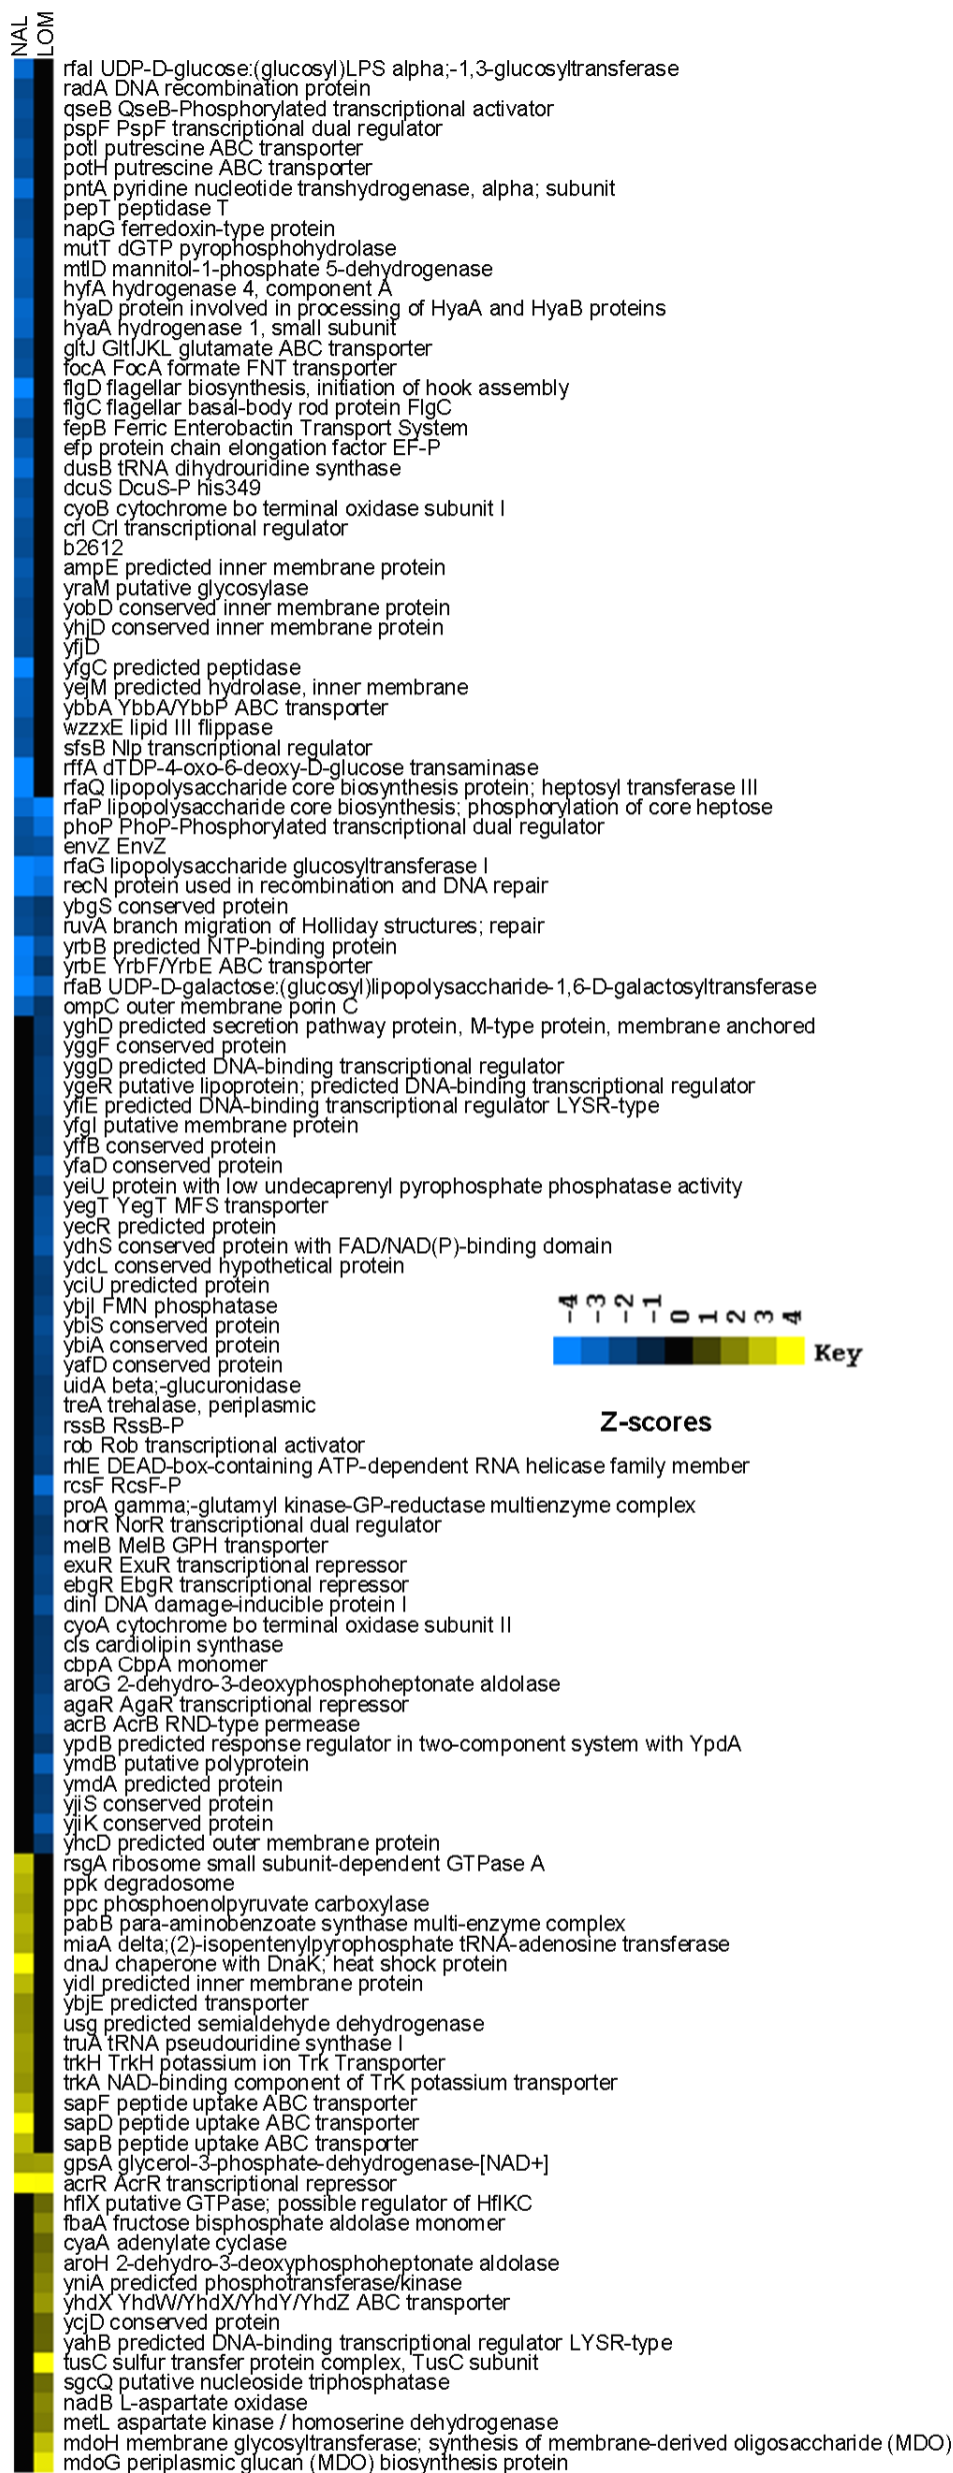 NAL
LOM
rfaI UDP-D-glucose:(glucosyl)LPS alpha;-1,3-glucosyltransferase
radA DNA recombination protein
qseB QseB-Phosphorylated transcriptional activator
pspF PspF transcriptional dual regulator
potI putrescine ABC transporter
potH putrescine ABC transporter
pntA pyridine nucleotide transhydrogenase, alpha; subunit
pepT peptidase T
napG ferredoxin-type protein
mutT dGTP pyrophosphohydrolase
mtlD mannitol-1-phosphate 5-dehydrogenase
hyfA hydrogenase 4, component A
hyaD protein involved in processing of HyaA and HyaB proteins
hyaA hydrogenase 1, small subunit
gltJ GltIJKL glutamate ABC transporter
focA FocA formate FNT transporter
flgD flagellar biosynthesis, initiation of hook assembly
flgC flagellar basal-body rod protein FlgC
fepB Ferric Enterobactin Transport System
efp protein chain elongation factor EF-P
dusB tRNA dihydrouridine synthase
dcuS DcuS-P his349
cyoB cytochrome bo terminal oxidase subunit I
crl Crl transcriptional regulator
b2612
ampE predicted inner membrane protein
yraM putative glycosylase
yobD conserved inner membrane protein
yhjD conserved inner membrane protein
yfjD
yfgC predicted peptidase
yejM predicted hydrolase, inner membrane
ybbA YbbA/YbbP ABC transporter
wzzxE lipid III flippase
sfsB Nlp transcriptional regulator
rffA dTDP-4-oxo-6-deoxy-D-glucose transaminase
rfaQ lipopolysaccharide core biosynthesis protein; heptosyl transferase III
rfaP lipopolysaccharide core biosynthesis; phosphorylation of core heptose
phoP PhoP-Phosphorylated transcriptional dual regulator
envZ EnvZ
rfaG lipopolysaccharide glucosyltransferase I
recN protein used in recombination and DNA repair
ybgS conserved protein
ruvA branch migration of Holliday structures; repair
yrbB predicted NTP-binding protein
yrbE YrbF/YrbE ABC transporter
rfaB UDP-D-galactose:(glucosyl)lipopolysaccharide-1,6-D-galactosyltransferase
ompC outer membrane porin C
yghD predicted secretion pathway protein, M-type protein, membrane anchored
yggF conserved protein
yggD predicted DNA-binding transcriptional regulator
ygeR putative lipoprotein; predicted DNA-binding transcriptional regulator
yfiE predicted DNA-binding transcriptional regulator LYSR-type
yfgI putative membrane protein
yffB conserved protein
yfaD conserved protein
yeiU protein with low undecaprenyl pyrophosphate phosphatase activity
yegT YegT MFS transporter
yecR predicted protein
ydhS conserved protein with FAD/NAD(P)-binding domain
ydcL conserved hypothetical protein
yciU predicted protein
ybjI FMN phosphatase
ybiS conserved protein
ybiA conserved protein
yafD conserved protein
uidA beta;-glucuronidase
treA trehalase, periplasmic
rssB RssB-P
rob Rob transcriptional activator
rhlE DEAD-box-containing ATP-dependent RNA helicase family member
rcsF RcsF-P
proA gamma;-glutamyl kinase-GP-reductase multienzyme complex
norR NorR transcriptional dual regulator
melB MelB GPH transporter
exuR ExuR transcriptional repressor
ebgR EbgR transcriptional repressor
dinI DNA damage-inducible protein I
cyoA cytochrome bo terminal oxidase subunit II
cls cardiolipin synthase
cbpA CbpA monomer
aroG 2-dehydro-3-deoxyphosphoheptonate aldolase
agaR AgaR transcriptional repressor
acrB AcrB RND-type permease
ypdB predicted response regulator in two-component system with YpdA
ymdB putative polyprotein
ymdA predicted protein
yjiS conserved protein
yjiK conserved protein
yhcD predicted outer membrane protein
rsgA ribosome small subunit-dependent GTPase A
ppk degradosome
ppc phosphoenolpyruvate carboxylase
pabB para-aminobenzoate synthase multi-enzyme complex
miaA delta;(2)-isopentenylpyrophosphate tRNA-adenosine transferase
dnaJ chaperone with DnaK; heat shock protein
yidI predicted inner membrane protein
ybjE predicted transporter
usg predicted semialdehyde dehydrogenase
truA tRNA pseudouridine synthase I
trkH TrkH potassium ion Trk Transporter
trkA NAD-binding component of TrK potassium transporter
sapF peptide uptake ABC transporter
sapD peptide uptake ABC transporter
sapB peptide uptake ABC transporter
gpsA glycerol-3-phosphate-dehydrogenase-[NAD+]
acrR AcrR transcriptional repressor
hflX putative GTPase; possible regulator of HflKC
fbaA fructose bisphosphate aldolase monomer
cyaA adenylate cyclase
aroH 2-dehydro-3-deoxyphosphoheptonate aldolase
yniA predicted phosphotransferase/kinase
yhdX YhdW/YhdX/YhdY/YhdZ ABC transporter
ycjD conserved protein
yahB predicted DNA-binding transcriptional regulator LYSR-type
tusC sulfur transfer protein complex, TusC subunit
sgcQ putative nucleoside triphosphatase
nadB L-aspartate oxidase
metL aspartate kinase / homoserine dehydrogenase
mdoH membrane glycosyltransferase; synthesis of membrane-derived oligosaccharide (MDO)
mdoG periplasmic glucan (MDO) biosynthesis protein
-4 -3 -2 -1 0 1 2 3 4
Key
Z-scores